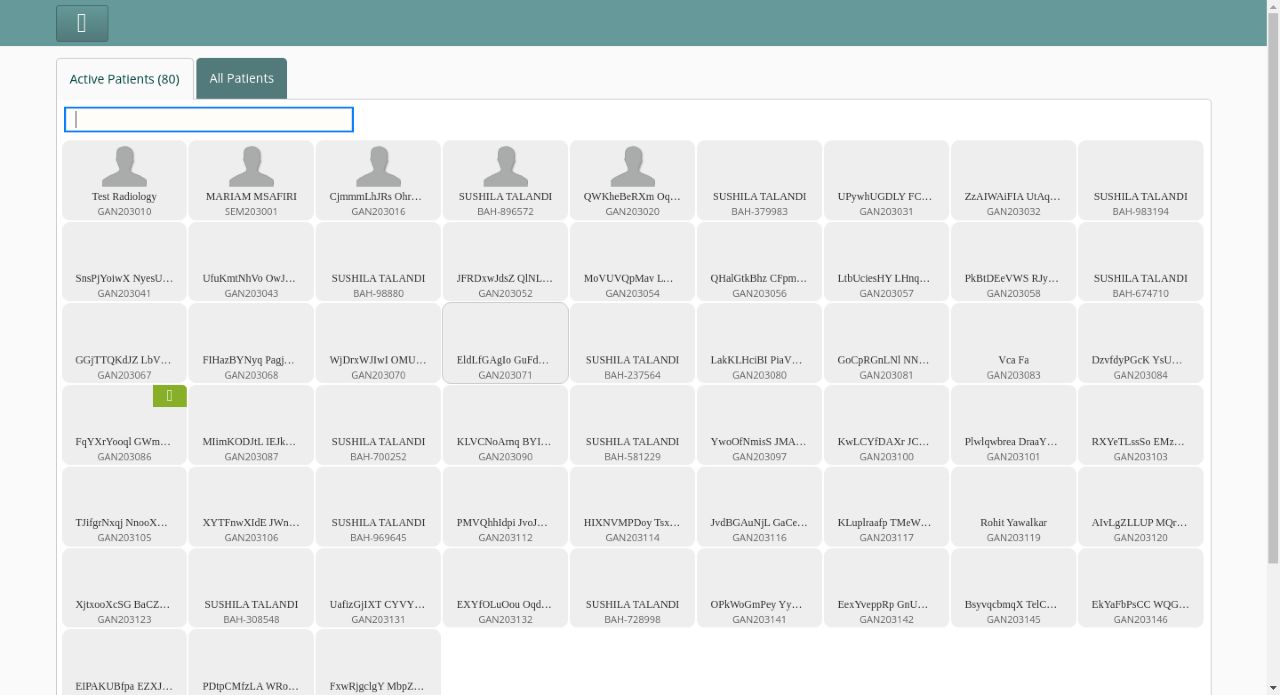 Active Patients (80)
All Patients
Test Radiology
GAN203010
MARIAM MSAFIRI
SEM203001
CjmmmLhJRs Ohr…
GAN203016
SUSHILA TALANDI
BAH-896572
QWKheBeRXm Oq…
GAN203020
SUSHILA TALANDI
BAH-379983
UPywhUGDLY FC…
GAN203031
ZzAIWAiFIA UtAq…
GAN203032
SUSHILA TALANDI
BAH-983194
SnsPjYoiwX NyesU…
GAN203041
UfuKmtNhVo OwJ…
GAN203043
SUSHILA TALANDI
BAH-98880
JFRDxwJdsZ QlNL…
GAN203052
MoVUVQpMav L…
GAN203054
QHalGtkBhz CFpm…
GAN203056
LtbUciesHY LHnq…
GAN203057
PkBtDEeVWS RJy…
GAN203058
SUSHILA TALANDI
BAH-674710
GGjTTQKdJZ LbV…
GAN203067
FIHazBYNyq Pagj…
GAN203068
WjDrxWJIwI OMU…
GAN203070
EldLfGAgIo GuFd…
GAN203071
SUSHILA TALANDI
BAH-237564
LakKLHciBI PiaV…
GAN203080
GoCpRGnLNl NN…
GAN203081
Vca Fa
GAN203083
DzvfdyPGcK YsU…
GAN203084
FqYXrYooql GWm…
GAN203086
MIimKODJtL IEJk…
GAN203087
SUSHILA TALANDI
BAH-700252
KLVCNoArnq BYI…
GAN203090
SUSHILA TALANDI
BAH-581229
YwoOfNmisS JMA…
GAN203097
KwLCYfDAXr JC…
GAN203100
Plwlqwbrea DraaY…
GAN203101
RXYeTLssSo EMz…
GAN203103
TJifgrNxqj NnooX…
GAN203105
XYTFnwXIdE JWn…
GAN203106
SUSHILA TALANDI
BAH-969645
PMVQhhIdpi JvoJ…
GAN203112
HIXNVMPDoy Tsx…
GAN203114
JvdBGAuNjL GaCe…
GAN203116
KLuplraafp TMeW…
GAN203117
Rohit Yawalkar
GAN203119
AIvLgZLLUP MQr…
GAN203120
XjtxooXcSG BaCZ…
GAN203123
SUSHILA TALANDI
BAH-308548
UafizGjIXT CYVY…
GAN203131
EXYfOLuOou Oqd…
GAN203132
SUSHILA TALANDI
BAH-728998
OPkWoGmPey Yy…
GAN203141
EexYveppRp GnU…
GAN203142
BsyvqcbmqX TelC…
GAN203145
EkYaFbPsCC WQG…
GAN203146
EIPAKUBfpa EZXJ…
PDtpCMfzLA WRo…
FxwRjgclgY MbpZ…